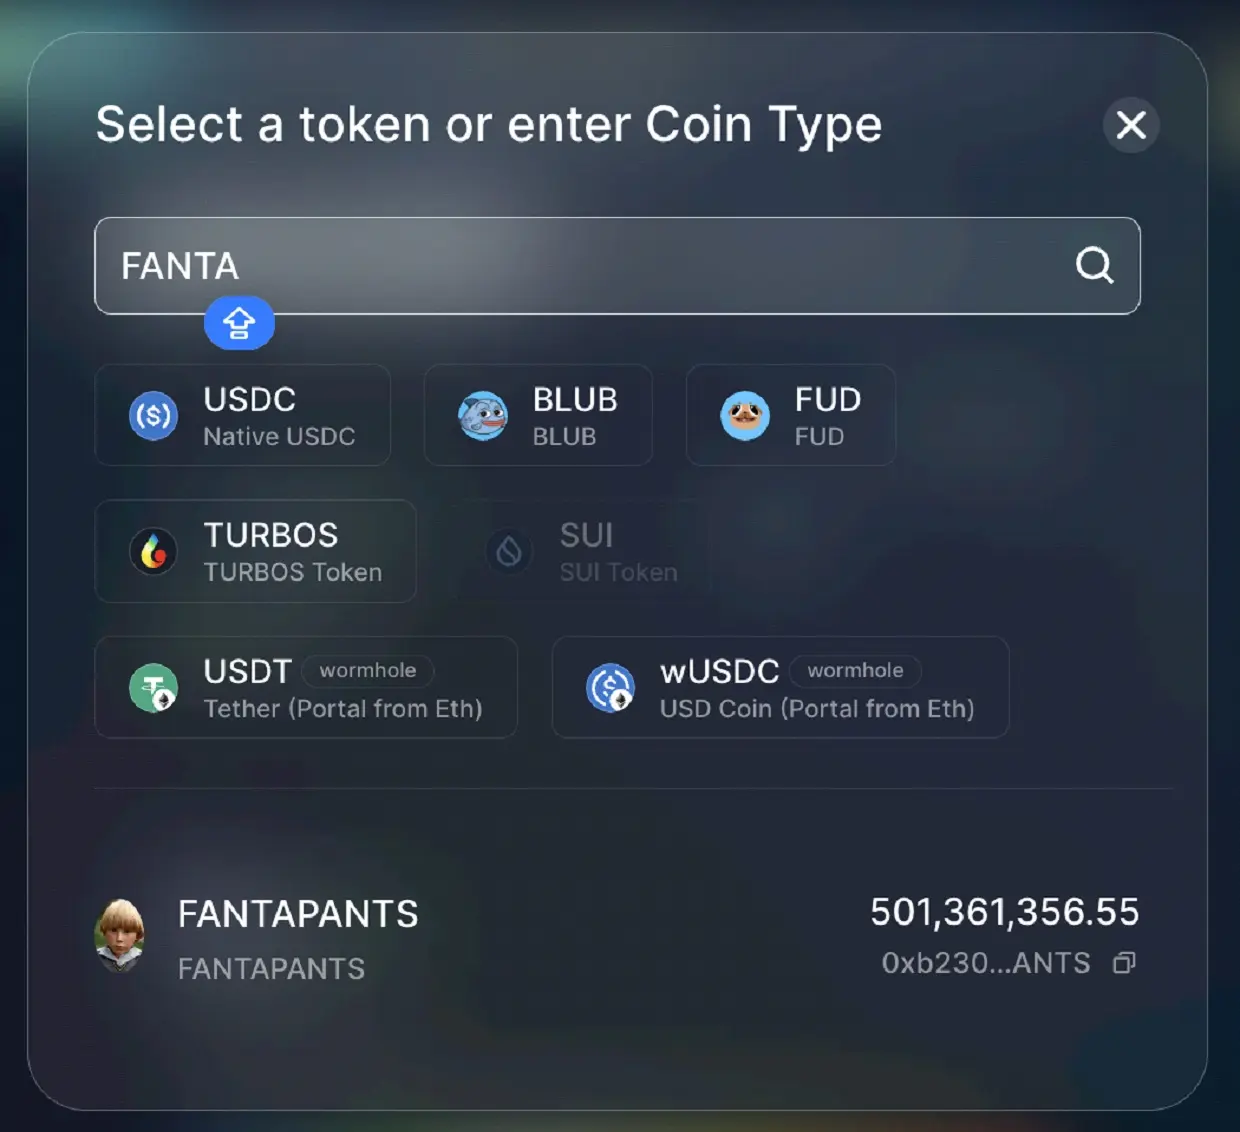 Select a token or enter Coin Type
FANTA
USDC
Native USDC
BLUB
BLUB
FUD
FUD
TURBOS
TURBOS Token
SUI
SUI Token
USDT wormhole
Tether (Portal from Eth)
wUSDC wormhole
USD Coin (Portal from Eth)
FANTAPANTS
FANTAPANTS
501,361,356.55
0xb230...ANTS